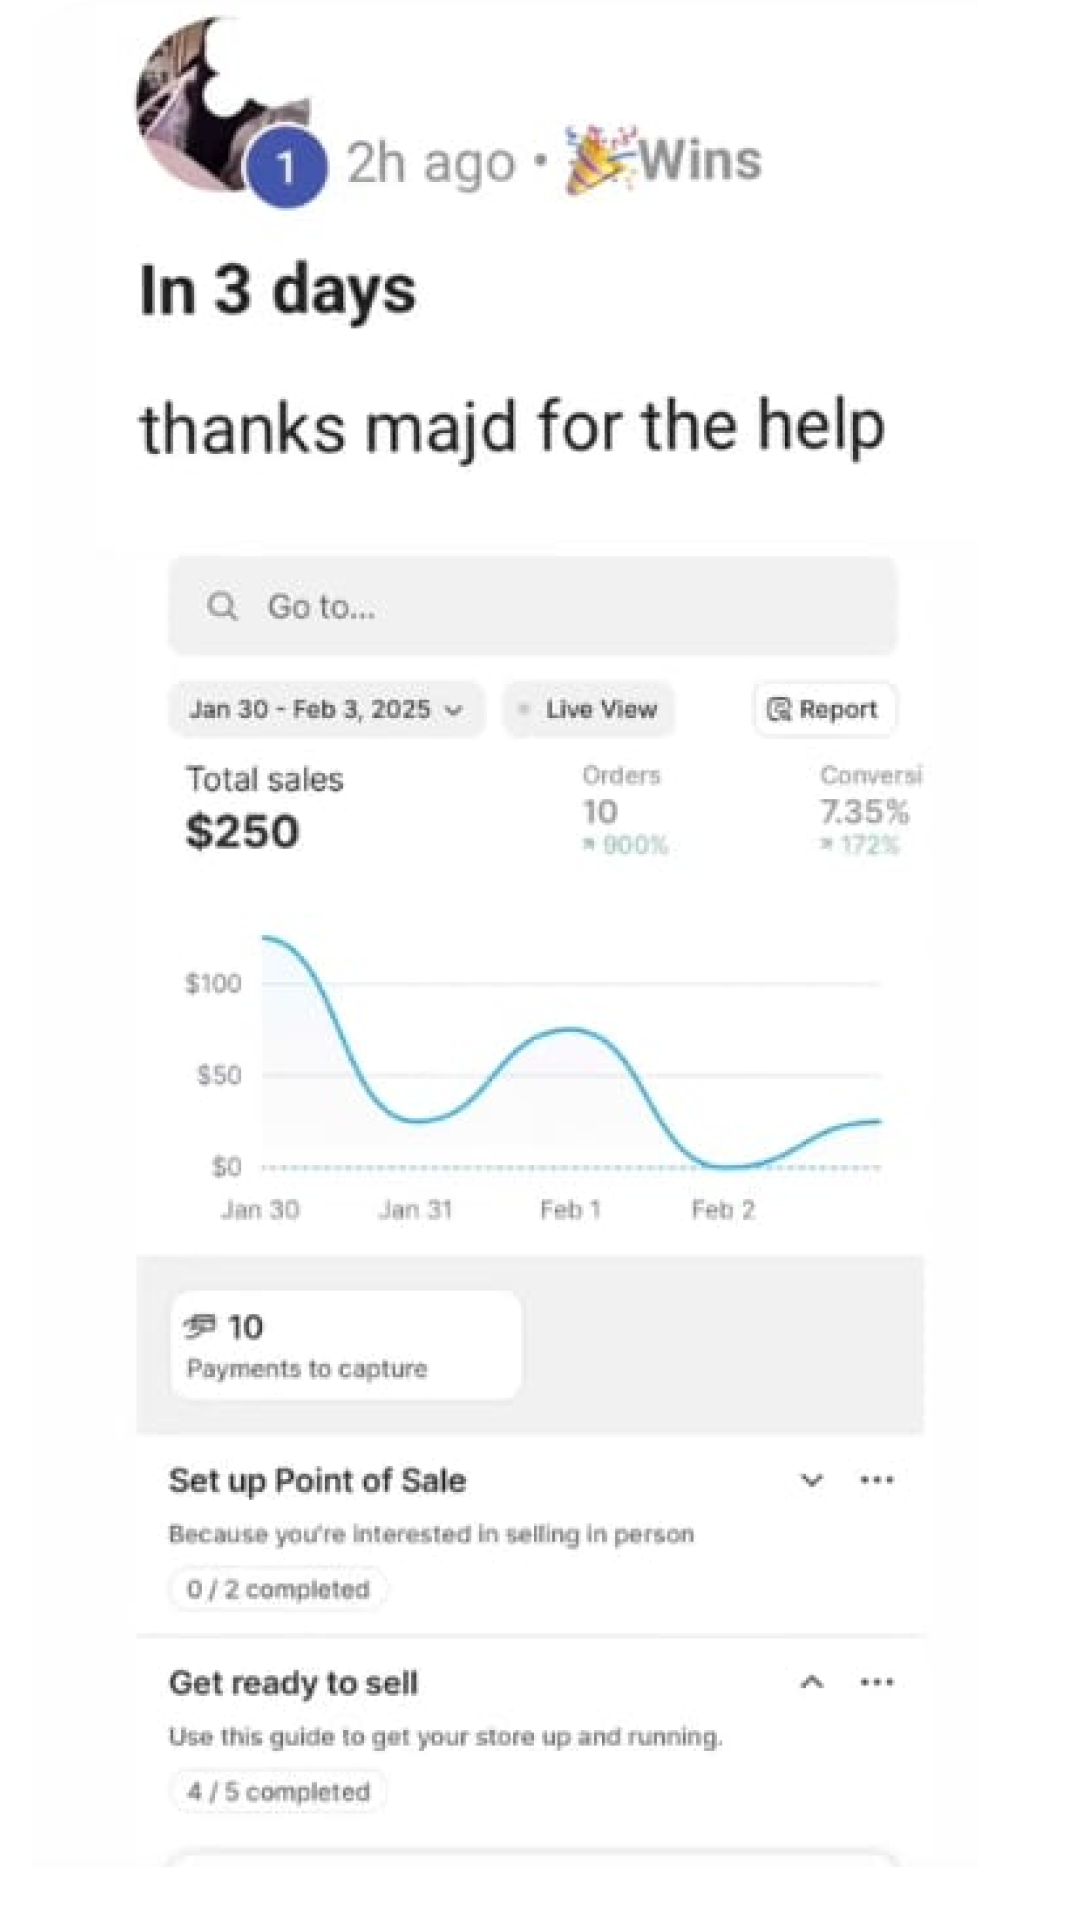 1 2h ago • 🎉Wins
In 3 days
thanks majd for the help
Go to...
Jan 30 - Feb 3, 2025 Live View Report
Total sales Orders Conversi
$250 10 7.35%
900% 172%
$100
$50
$0
Jan 30 Jan 31 Feb 1 Feb 2
10
Payments to capture
Set up Point of Sale
Because you're interested in selling in person
0 / 2 completed
Get ready to sell
Use this guide to get your store up and running.
4 / 5 completed